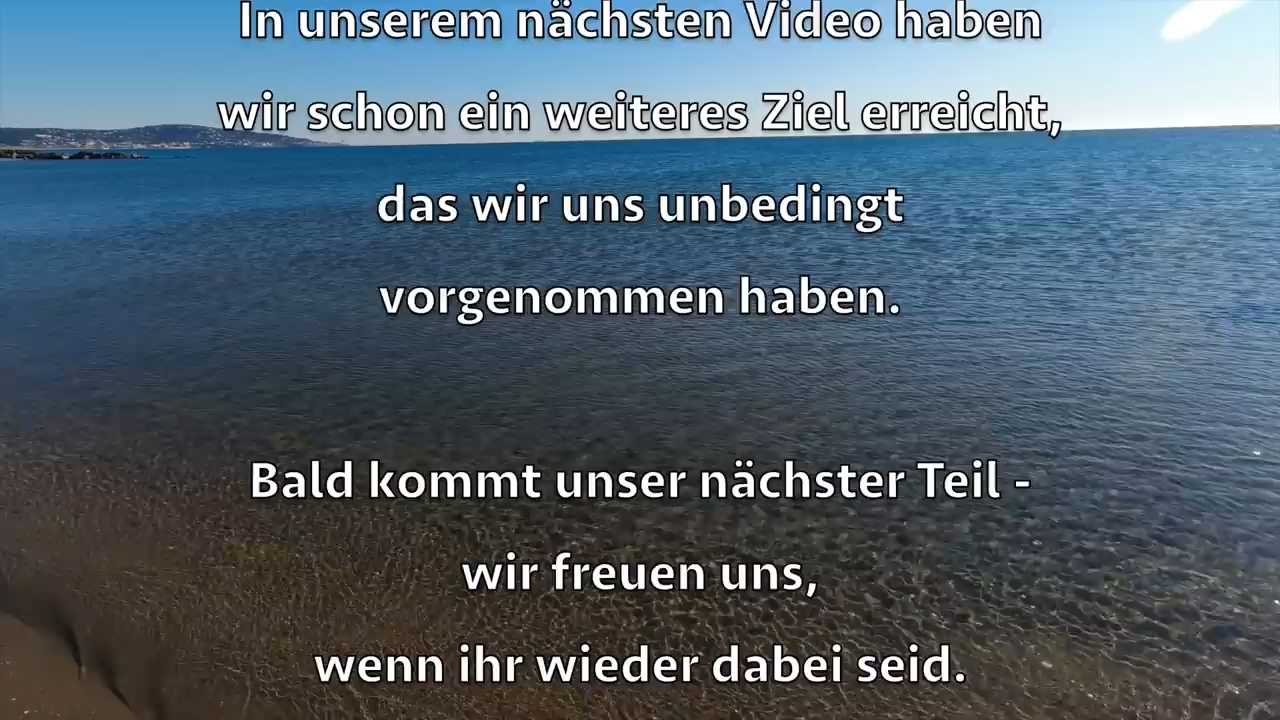 In unserem nächsten Video haben
wir schon ein weiteres Ziel erreicht,
das wir uns unbedingt
vorgenommen haben.
Bald kommt unser nächster Teil -
wir freuen uns,
wenn ihr wieder dabei seid.